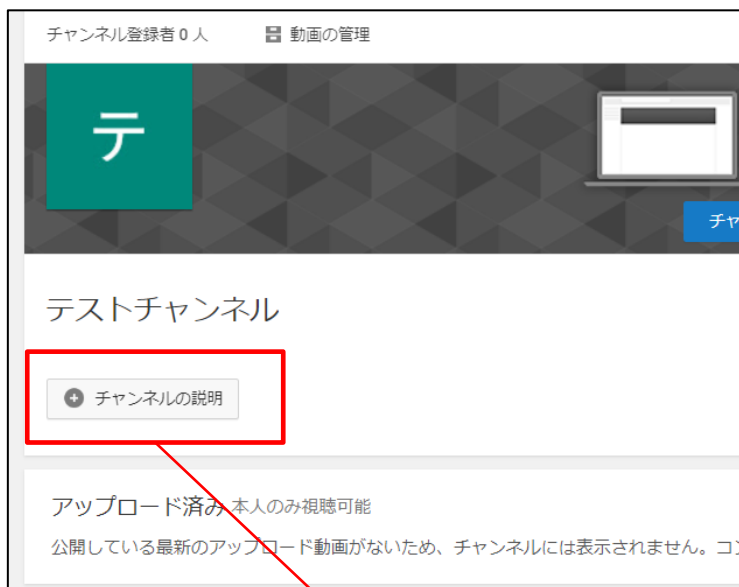 チャンネル登録者 0 人 動画の管理
テ
チャ
テストチャンネル
チャンネルの説明
アップロード済み 本人のみ視聴可能
公開している最新のアップロード動画がないため、チャンネルには表示されません。コン